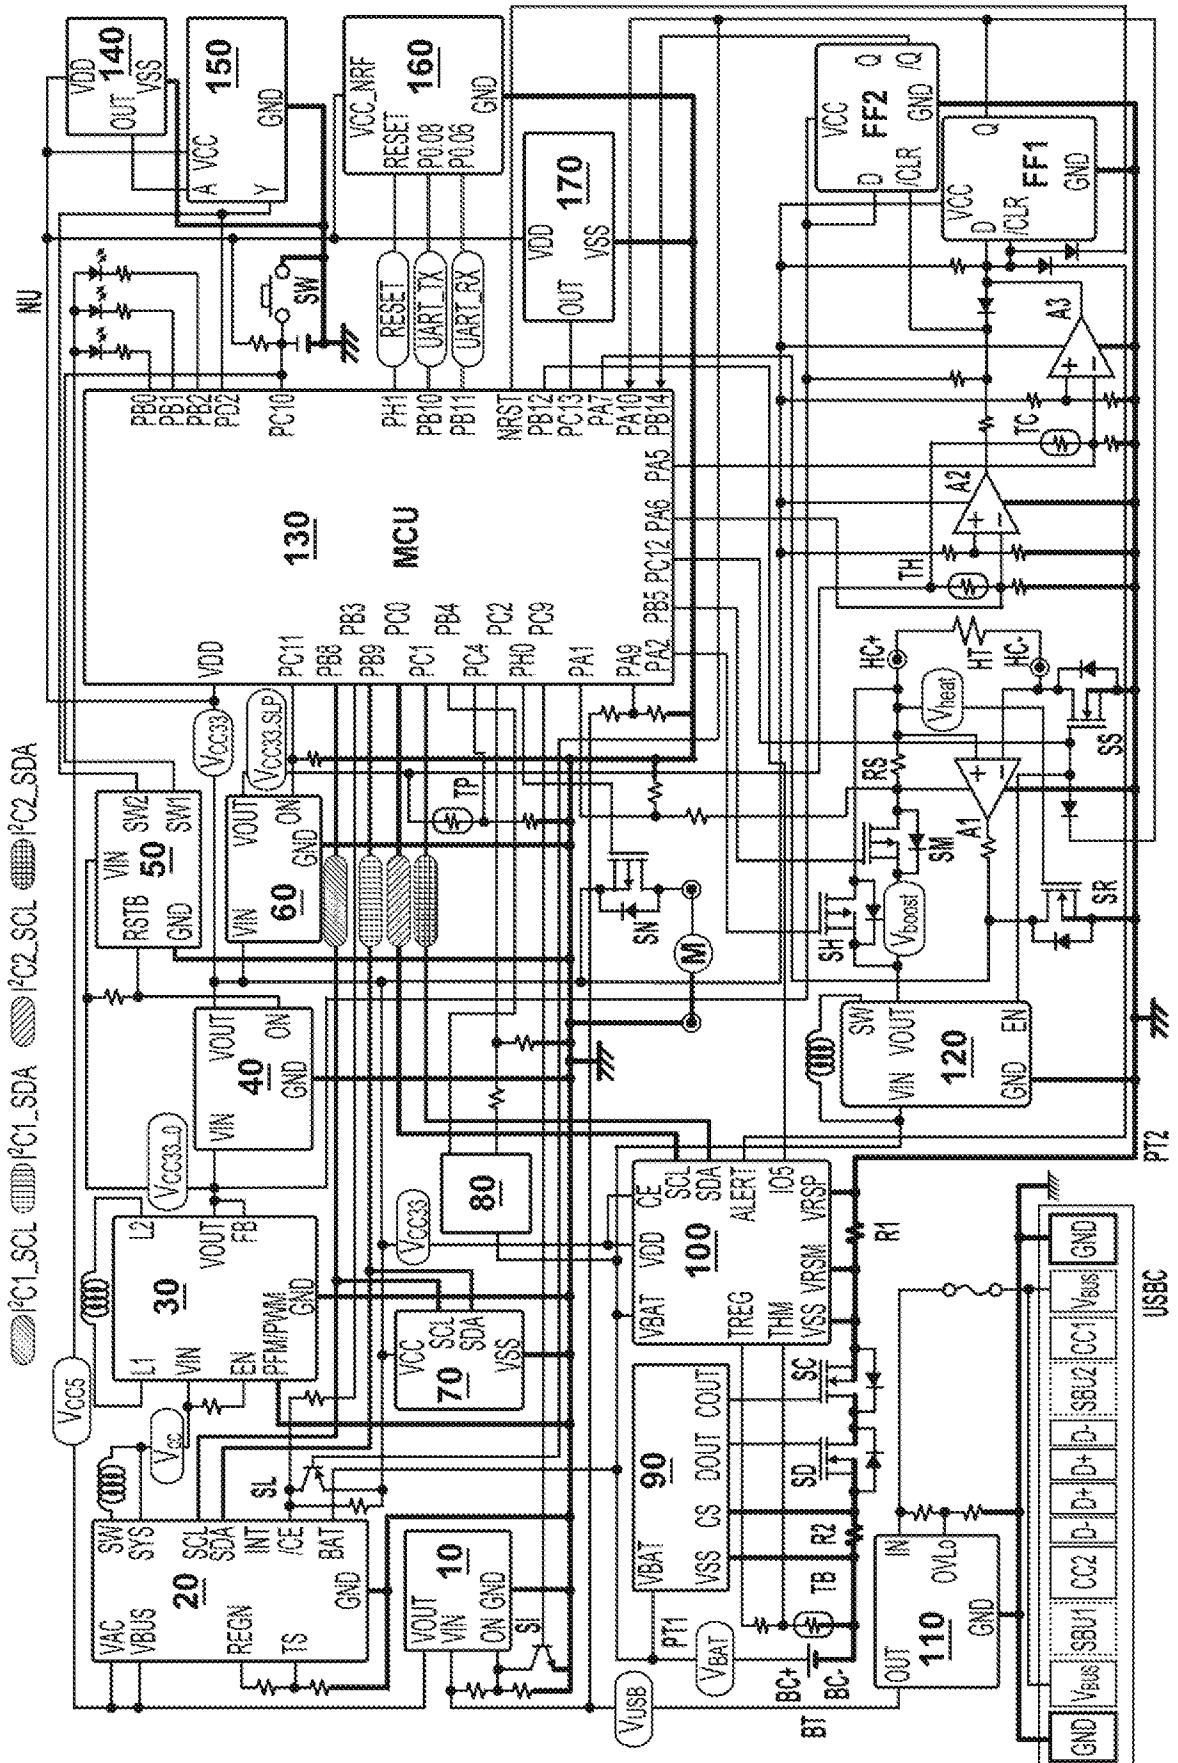 I²C1_SCL
I²C1_SDA
I²C2_SCL
I²C2_SDA
NU
VCC5
L1
L2
30
VIN
EN
PFM/PWM
VOUT
FB
GND
VCC
VCC33_0
VIN
40
VOUT
ON
GND
50
VIN
RSTB
GND
SW2
SW1
VCC33
VDD
60
VIN
VOUT
ON
GND
VCC33_SLP
PC11
PB8
PB3
PB9
PC0
PC1
PB4
PC4
PC2
PH0
PC9
PA1
PA9
PA2
PB5
PC12
PA6
PA5
130
MCU
PB0
PB1
PB2
PD2
PC10
PH1
PB10
PB11
NRST
PB12
PC13
PA7
PA10
PB14
VDD
140
OUT
VSS
150
VCC
A
Y
GND
SW
VCC_NRF
160
RESET
P0.08
P0.06
GND
RESET
UART_TX
UART_RX
170
VDD
VSS
OUT
20
SW
SYS
SCL
SDA
INT
/CE
BAT
GND
VAC
VBUS
REGN
TS
SL
10
VOUT
VIN
ON
GND
SI
70
VCC
SCL
SDA
VSS
VCC33
80
TP
SN
M
100
CE
SCL
SDA
ALERT
IO5
VRSP
VDD
VBAT
TREG
THM
VRSM
VSS
R1
PT2
90
VBAT
VSS
CS
DOUT
COUT
SC
SD
R2
TB
PT1
VBAT
BC+
BC-
BT
VUSB
110
OUT
IN
OVLo
GND
USBC
GND
VBUS
SBU1
CC2
D-
D+
D+
D-
SBU2
CC1
VBUS
GND
120
SW
VOUT
VIN
EN
GND
SH
SM
Vboost
RS
A1
SR
SS
Vheat
HC+
HT
HC-
TH
A2
TC
A3
FF2
VCC
D
/CLR
Q
/Q
GND
FF1
VCC
D
/CLR
Q
GND